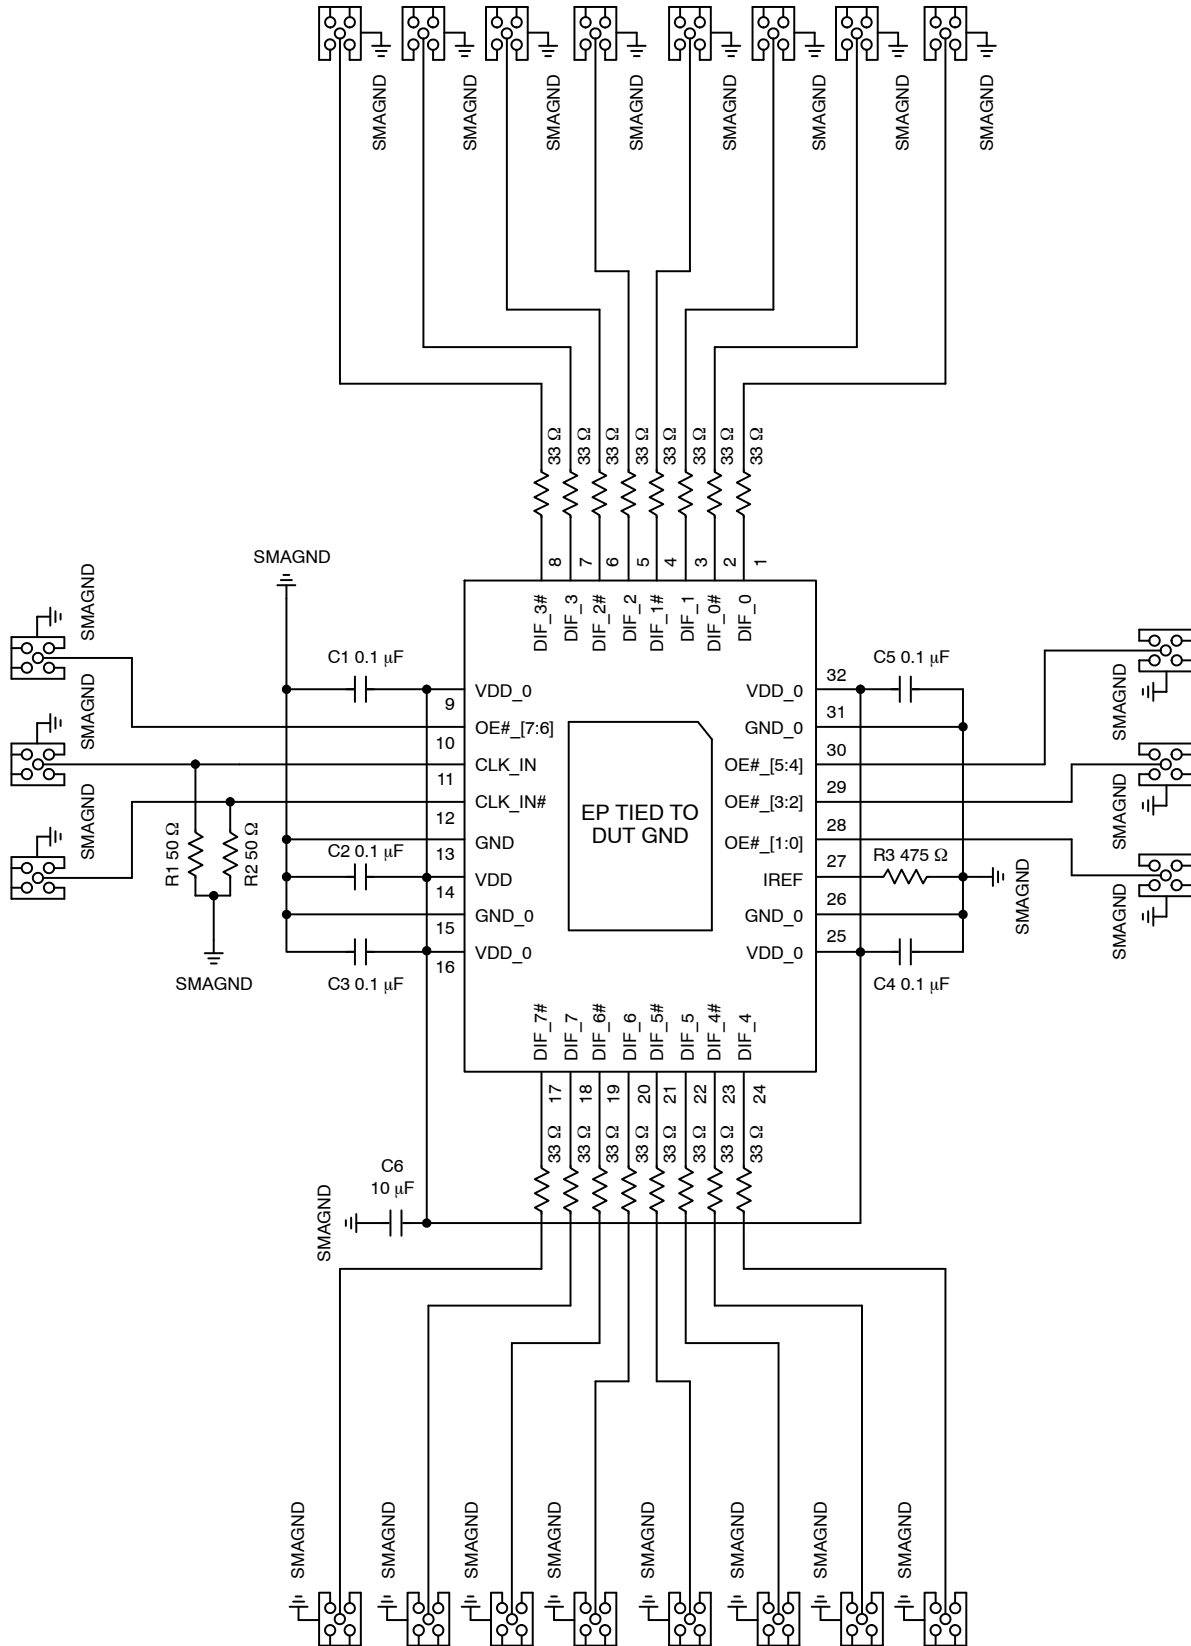 SMAGND
SMAGND
SMAGND
SMAGND
SMAGND
SMAGND
SMAGND
SMAGND
33 Ω
33 Ω
33 Ω
33 Ω
33 Ω
33 Ω
33 Ω
33 Ω
8
7
6
5
4
3
2
1
DIF_3#
DIF_3
DIF_2#
DIF_2
DIF_1#
DIF_1
DIF_0#
DIF_0
SMAGND
SMAGND
SMAGND
SMAGND
R1 50 Ω
R2 50 Ω
SMAGND
C1 0.1 μF
C2 0.1 μF
C3 0.1 μF
9
10
11
12
13
14
15
16
VDD_0
OE#_[7:6]
CLK_IN
CLK_IN#
GND
VDD
GND_0
VDD_0
EP TIED TO
DUT GND
VDD_0
GND_0
OE#_[5:4]
OE#_[3:2]
OE#_[1:0]
IREF
GND_0
VDD_0
32
31
30
29
28
27
26
25
C5 0.1 μF
R3 475 Ω
C4 0.1 μF
SMAGND
SMAGND
SMAGND
SMAGND
DIF_7#
DIF_7
DIF_6#
DIF_6
DIF_5#
DIF_5
DIF_4#
DIF_4
17
18
19
20
21
22
23
24
33 Ω
33 Ω
33 Ω
33 Ω
33 Ω
33 Ω
33 Ω
33 Ω
C6
10 μF
SMAGND
SMAGND
SMAGND
SMAGND
SMAGND
SMAGND
SMAGND
SMAGND
SMAGND